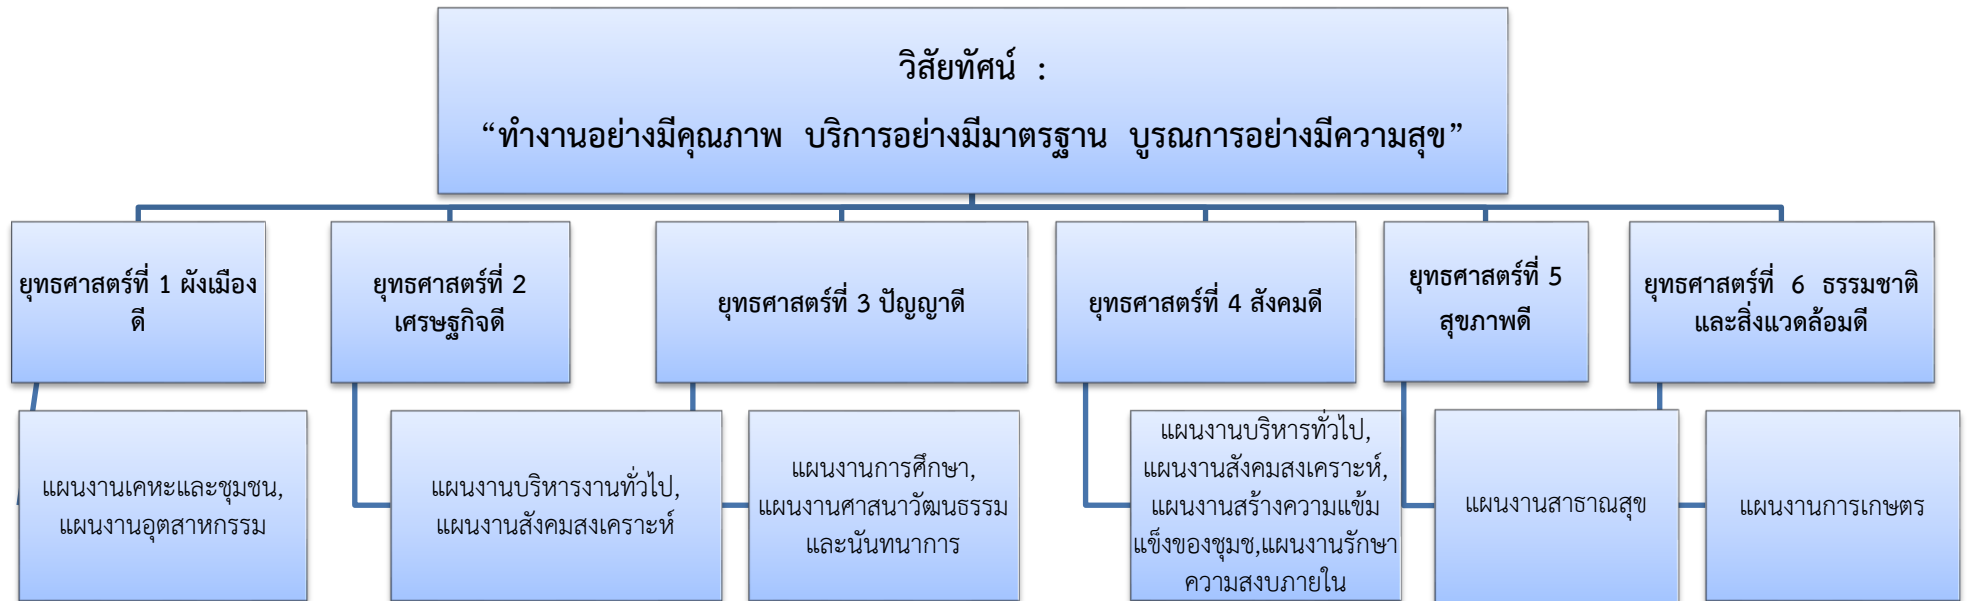 วิสัยทัศน์ :
“ทำงานอย่างมีคุณภาพ บริการอย่างมีมาตรฐาน บูรณการอย่างมีความสุข”
ยุทธศาสตร์ที่ 1 ผังเมือง
ดี
ยุทธศาสตร์ที่ 2
เศรษฐกิจดี
ยุทธศาสตร์ที่ 3 ปัญญาดี
ยุทธศาสตร์ที่ 4 สังคมดี
ยุทธศาสตร์ที่ 5
สุขภาพดี
ยุทธศาสตร์ที่ 6 ธรรมชาติ
และสิ่งแวดล้อมดี
แผนงานเคหะและชุมชน,
แผนงานอุตสาหกรรม
แผนงานบริหารงานทั่วไป,
แผนงานสังคมสงเคราะห์
แผนงานการศึกษา,
แผนงานศาสนาวัฒนธรรม
และนันทนาการ
แผนงานบริหารทั่วไป,
แผนงานสังคมสงเคราะห์,
แผนงานสร้างความแข้ม
แข็งของชุมช,แผนงานรักษา
ความสงบภายใน
แผนงานสาธาณสุข
แผนงานการเกษตร